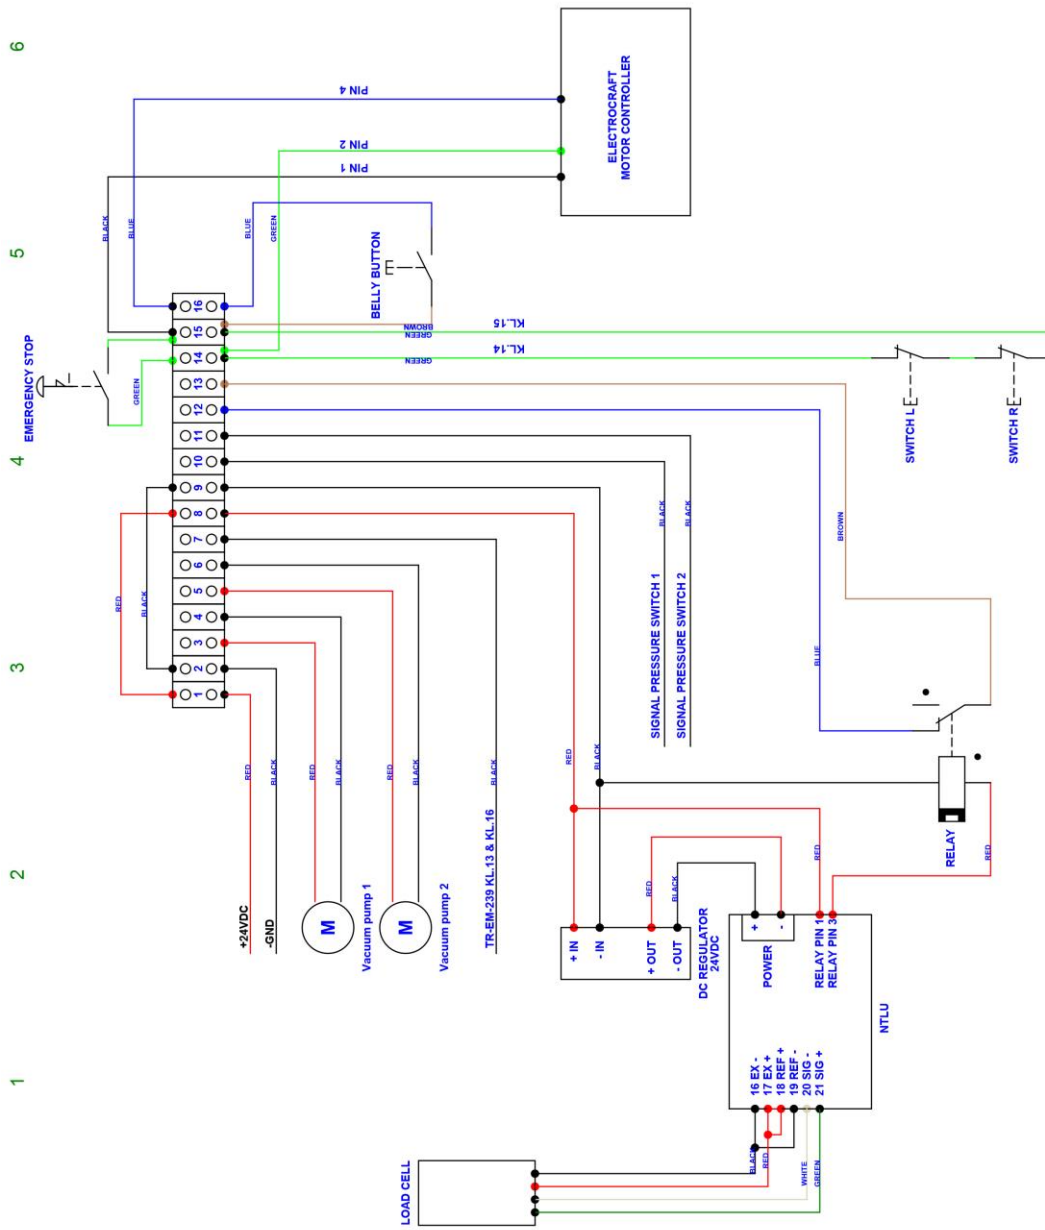 6
5
4
3
2
1
ELECTROCRAFT
MOTOR CONTROLLER
PIN 4
PIN 2
PIN 1
BLACK
BLUE
BLUE
GREEN
BELLY BUTTON
EMERGENCY STOP
GREEN
BROWN
GREEN
KL.15
GREEN
KL.14
SWITCH L
SWITCH R
16
15
14
13
12
11
10
9
8
7
6
5
4
3
2
1
RED
BLACK
BLACK
BLACK
SIGNAL PRESSURE SWITCH 1
SIGNAL PRESSURE SWITCH 2
BROWN
BLUE
RED
BLACK
RED
BLACK
RED
BLACK
RED
BLACK
BLACK
+24VDC
-GND
M
Vacuum pump 1
M
Vacuum pump 2
TR-EM-239 KL.13 & KL.16
RED
BLACK
RED
RELAY
RED
+ IN
- IN
+ OUT
- OUT
DC REGULATOR
24VDC
+
-
POWER
RELAY PIN 1
RELAY PIN 3
NTLU
16 EX -
17 EX +
18 REF +
19 REF -
20 SIG -
21 SIG +
BLACK
RED
WHITE
GREEN
LOAD CELL